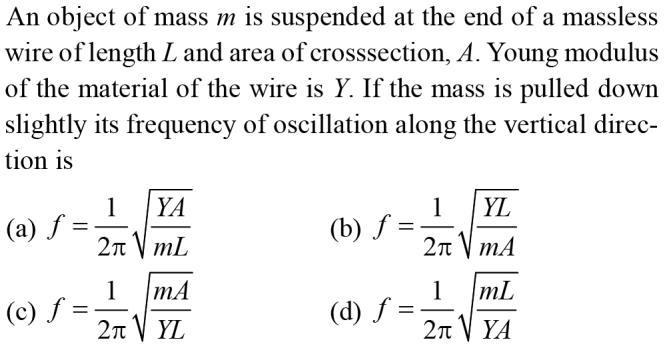 An object of mass m is suspended at the end of a massless
wire of length L and area of crosssection, A. Young modulus
of the material of the wire is Y. If the mass is pulled down
slightly its frequency of oscillation along the vertical direc-
tion is
(a) f = 1/2π √(YA/mL) (b) f = 1/2π √(YL/mA)
(c) f = 1/2π √(mA/YL) (d) f = 1/2π √(mL/YA)